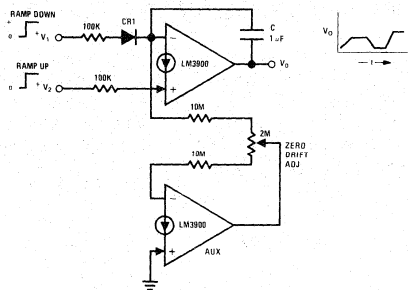 RAMP DOWN
+
0
V1
100K
CR1
-
LM3900
+
C
1 μF
VO
RAMP UP
+
0
V2
100K
VO
t
10M
10M
2M
ZERO
DRIFT
ADJ
-
LM3900
+
AUX